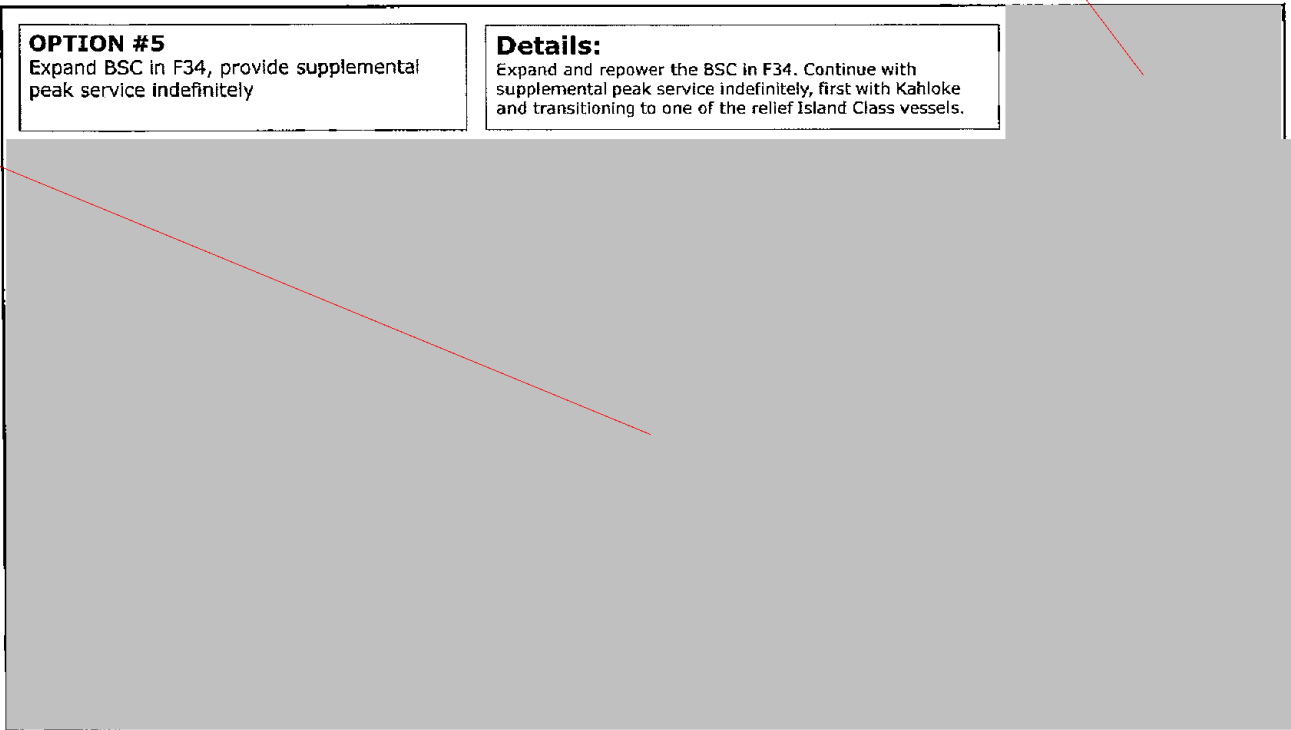 OPTION #5
Expand BSC in F34, provide supplemental
peak service indefinitely
Details:
Expand and repower the BSC in F34. Continue with
supplemental peak service indefinitely, first with Kahloke
and transitioning to one of the relief Island Class vessels.